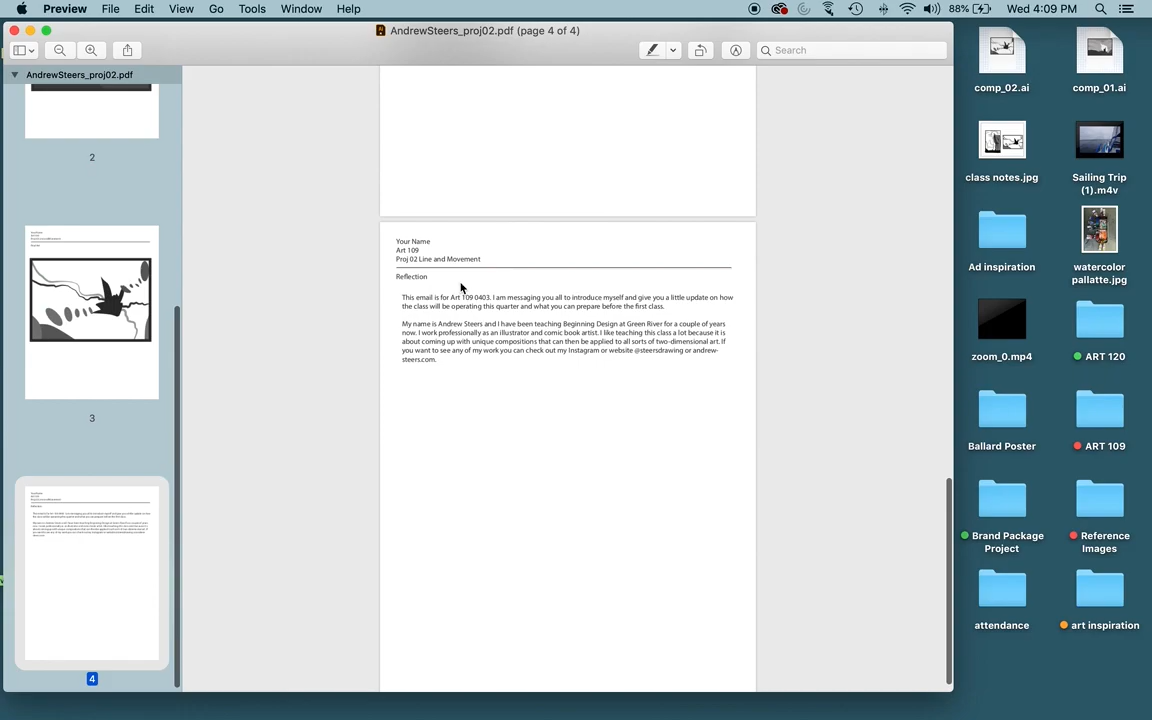 Preview File Edit View Go Tools Window Help 88% Wed 4:09 PM
AndrewSteers_proj02.pdf (page 4 of 4)
Search
AndrewSteers_proj02.pdf
2
3
4
Your Name
Art 109
Proj 02 Line and Movement
Reflection
This email is for Art 109 0403. I am messaging you all to introduce myself and give you a little update on how
the class will be operating this quarter and what you can prepare before the first class.
My name is Andrew Steers and I have been teaching Beginning Design at Green River for a couple of years
now. I work professionally as an illustrator and comic book artist. I like teaching this class a lot because it is
about coming up with unique compositions that can then be applied to all sorts of two-dimensional art. If
you want to see any of my work you can check out my Instagram or website @steersdrawing or andrew-
steers.com.
comp_02.ai
comp_01.ai
class notes.jpg
Sailing Trip
(1).m4v
Ad inspiration
watercolor
pallatte.jpg
zoom_0.mp4
ART 120
Ballard Poster
ART 109
Brand Package
Project
Reference
Images
attendance
art inspiration